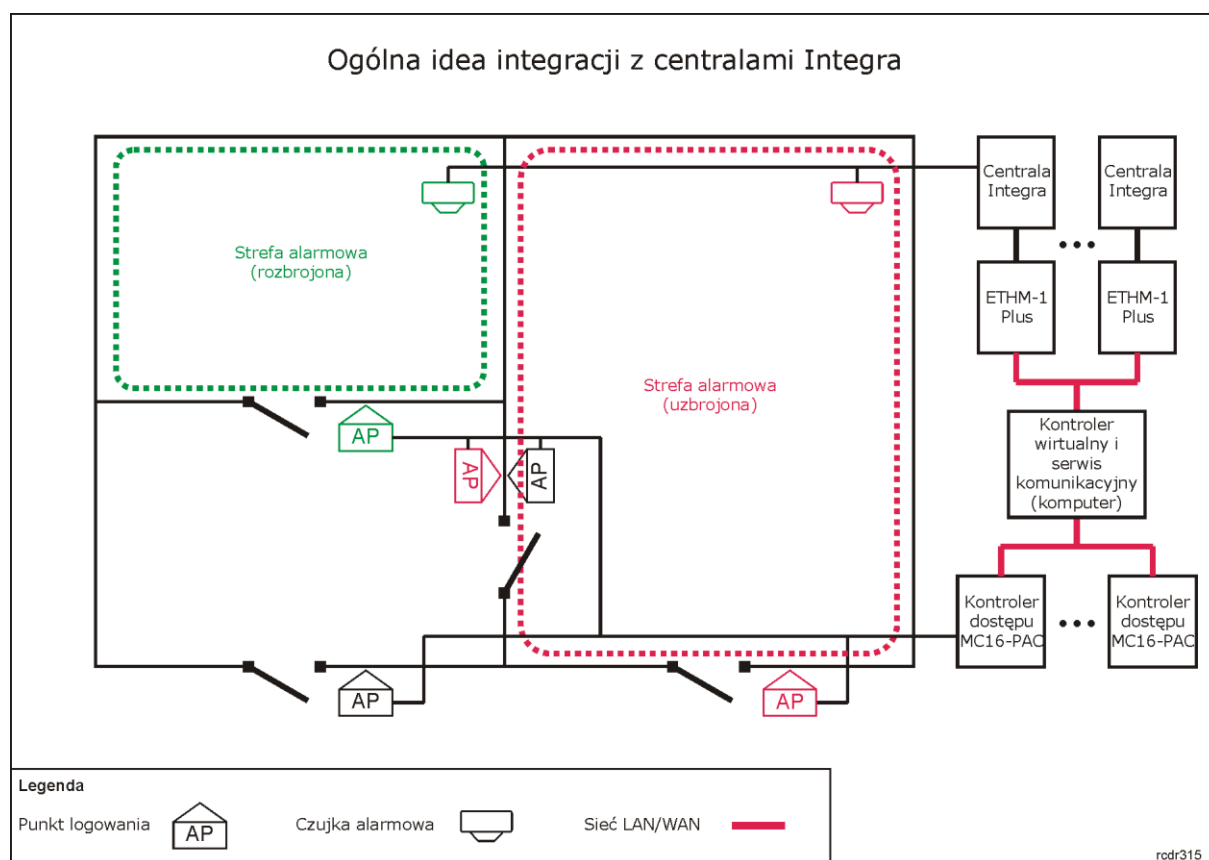 Ogólna idea integracji z centralami Integra
Centrala
Integra
Centrala
Integra
Strefa alarmowa
(rozbrojona)
ETHM-1
Plus
ETHM-1
Plus
Strefa alarmowa
(uzbrojona)
AP
AP
AP
Kontroler
wirtualny i
serwis
komunikacyjny
(komputer)
Kontroler
dostępu
MC16-PAC
Kontroler
dostępu
MC16-PAC
AP
AP
Legenda
Punkt logowania
AP
Czujka alarmowa
Sieć LAN/WAN
rcdr315